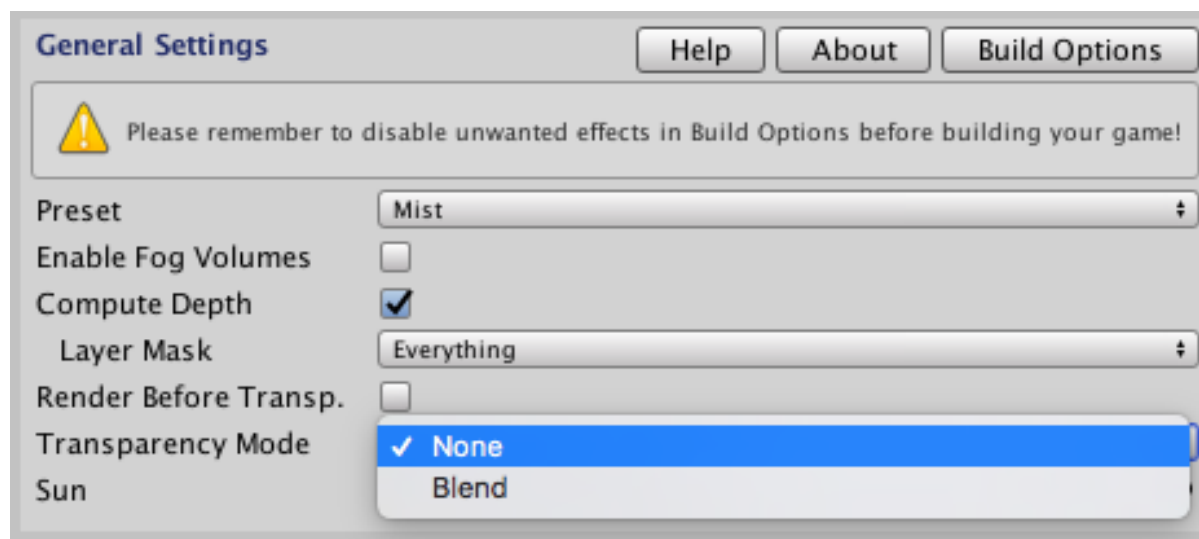 General Settings Help About Build Options
Please remember to disable unwanted effects in Build Options before building your game!
Preset Mist
Enable Fog Volumes
Compute Depth
Layer Mask Everything
Render Before Transp.
Transparency Mode ✓ None
Sun Blend